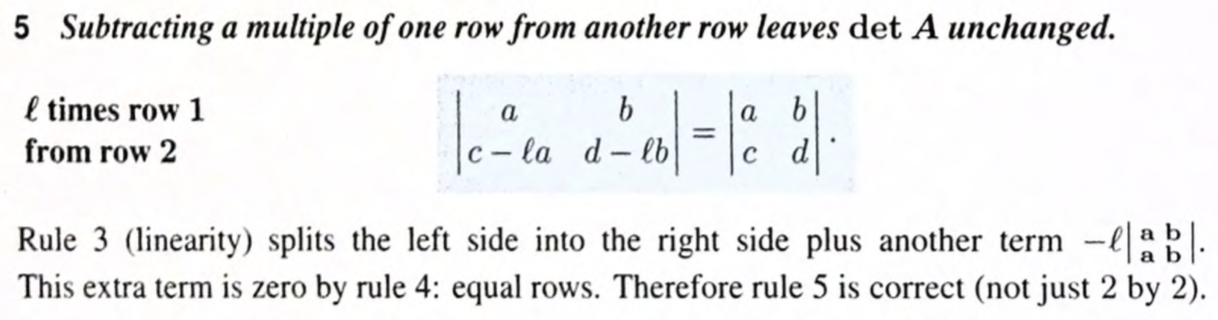 5 Subtracting a multiple of one row from another row leaves det A unchanged.
ℓ times row 1
from row 2
| a b | = | a b |
| c − ℓa d − ℓb | | c d | .
Rule 3 (linearity) splits the left side into the right side plus another term −ℓ| a b |.
| a b |
This extra term is zero by rule 4: equal rows. Therefore rule 5 is correct (not just 2 by 2).